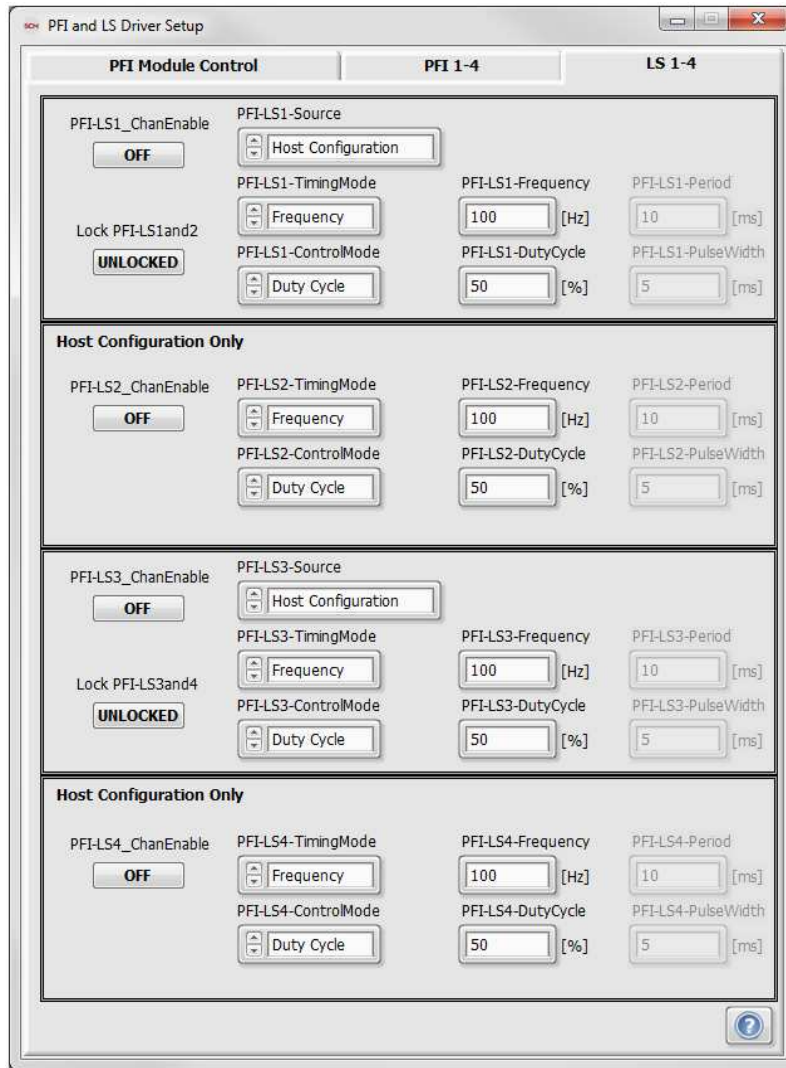 SCM PFI and LS Driver Setup
PFI Module Control PFI 1-4 LS 1-4
PFI-LS1_ChanEnable PFI-LS1-Source
OFF Host Configuration
PFI-LS1-TimingMode PFI-LS1-Frequency PFI-LS1-Period
Lock PFI-LS1and2 Frequency 100 [Hz] 10 [ms]
UNLOCKED PFI-LS1-ControlMode PFI-LS1-DutyCycle PFI-LS1-PulseWidth
Duty Cycle 50 [%] 5 [ms]
Host Configuration Only
PFI-LS2_ChanEnable PFI-LS2-TimingMode PFI-LS2-Frequency PFI-LS2-Period
OFF Frequency 100 [Hz] 10 [ms]
PFI-LS2-ControlMode PFI-LS2-DutyCycle PFI-LS2-PulseWidth
Duty Cycle 50 [%] 5 [ms]
PFI-LS3_ChanEnable PFI-LS3-Source
OFF Host Configuration
PFI-LS3-TimingMode PFI-LS3-Frequency PFI-LS3-Period
Lock PFI-LS3and4 Frequency 100 [Hz] 10 [ms]
UNLOCKED PFI-LS3-ControlMode PFI-LS3-DutyCycle PFI-LS3-PulseWidth
Duty Cycle 50 [%] 5 [ms]
Host Configuration Only
PFI-LS4_ChanEnable PFI-LS4-TimingMode PFI-LS4-Frequency PFI-LS4-Period
OFF Frequency 100 [Hz] 10 [ms]
PFI-LS4-ControlMode PFI-LS4-DutyCycle PFI-LS4-PulseWidth
Duty Cycle 50 [%] 5 [ms]
?